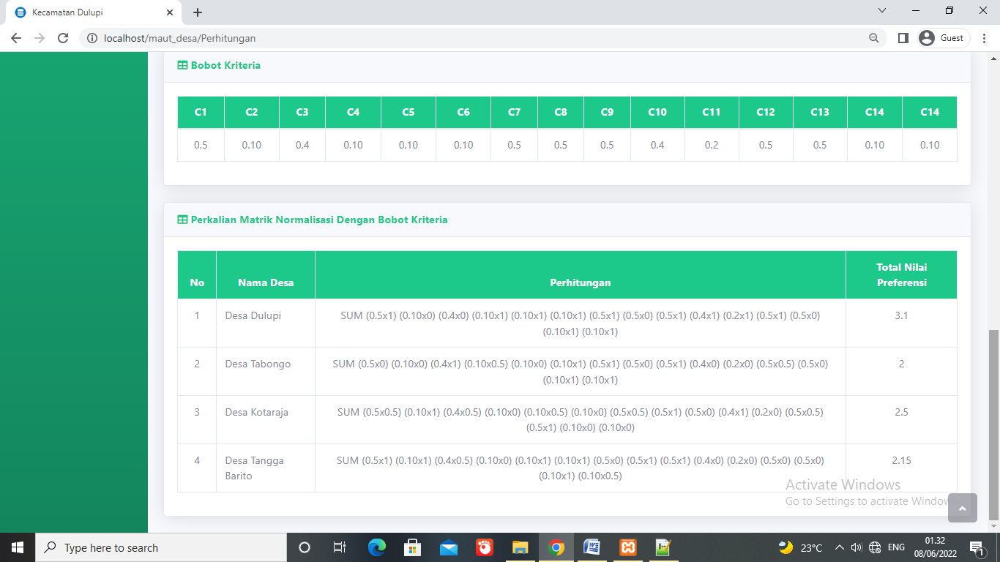 Kecamatan Dulupi
localhost/maut_desa/Perhitungan
Guest
Bobot Kriteria
C1 C2 C3 C4 C5 C6 C7 C8 C9 C10 C11 C12 C13 C14 C14
0.5 0.10 0.4 0.10 0.10 0.10 0.5 0.5 0.5 0.4 0.2 0.5 0.5 0.10 0.10
Perkalian Matrik Normalisasi Dengan Bobot Kriteria
Total Nilai
No Nama Desa Perhitungan Preferensi
1 Desa Dulupi SUM (0.5x1) (0.10x0) (0.4x0) (0.10x1) (0.10x1) (0.10x1) (0.5x1) (0.5x0) (0.5x1) (0.4x1) (0.2x1) (0.5x1) (0.5x0) 3.1
(0.10x1) (0.10x1)
2 Desa Tabongo SUM (0.5x0) (0.10x0) (0.4x1) (0.10x0.5) (0.10x0) (0.10x1) (0.5x1) (0.5x0) (0.5x1) (0.4x0) (0.2x0) (0.5x0.5) (0.5x0) 2
(0.10x1) (0.10x1)
3 Desa Kotaraja SUM (0.5x0.5) (0.10x1) (0.4x0.5) (0.10x0) (0.10x0.5) (0.10x0) (0.5x0.5) (0.5x1) (0.5x0) (0.4x1) (0.2x0) (0.5x0.5) 2.5
(0.5x1) (0.10x0) (0.10x0)
4 Desa Tangga SUM (0.5x1) (0.10x1) (0.4x0.5) (0.10x0) (0.10x1) (0.10x1) (0.5x0) (0.5x1) (0.5x1) (0.4x0) (0.2x0) (0.5x0) (0.5x0) 2.15
Barito (0.10x1) (0.10x0.5)
Activate Windows
Go to Settings to activate Window
Type here to search
23°C ENG 01.32
08/06/2022
1